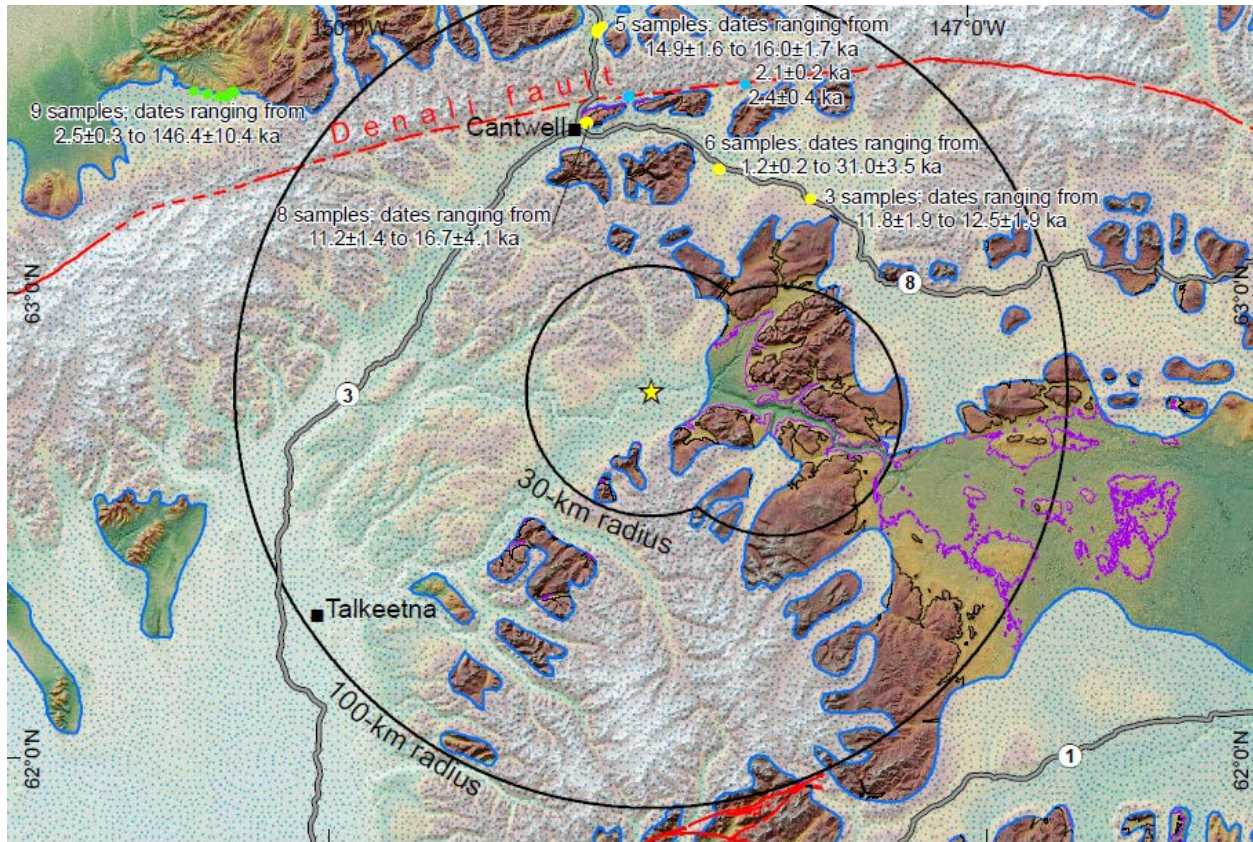 150°0'W
147°0'W
5 samples; dates ranging from
14.9±1.6 to 16.0±1.7 ka
2.1±0.2 ka
2.4±0.4 ka
9 samples; dates ranging from
2.5±0.3 to 146.4±10.4 ka
Denali fault
Cantwell
6 samples; dates ranging from
1.2±0.2 to 31.0±3.5 ka
3 samples; dates ranging from
11.8±1.9 to 12.5±1.9 ka
8 samples; dates ranging from
11.2±1.4 to 16.7±4.1 ka
63°0'N
63°0'N
8
3
30-km radius
Talkeetna
100-km radius
62°0'N
62°0'N
1